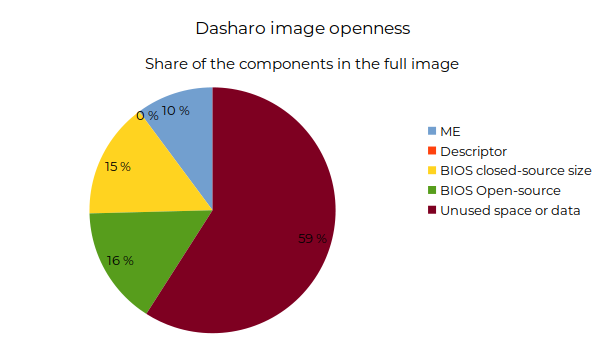 Dasharo image openness
Share of the components in the full image
0 %
10 %
15 %
16 %
59 %
ME
Descriptor
BIOS closed-source size
BIOS Open-source
Unused space or data